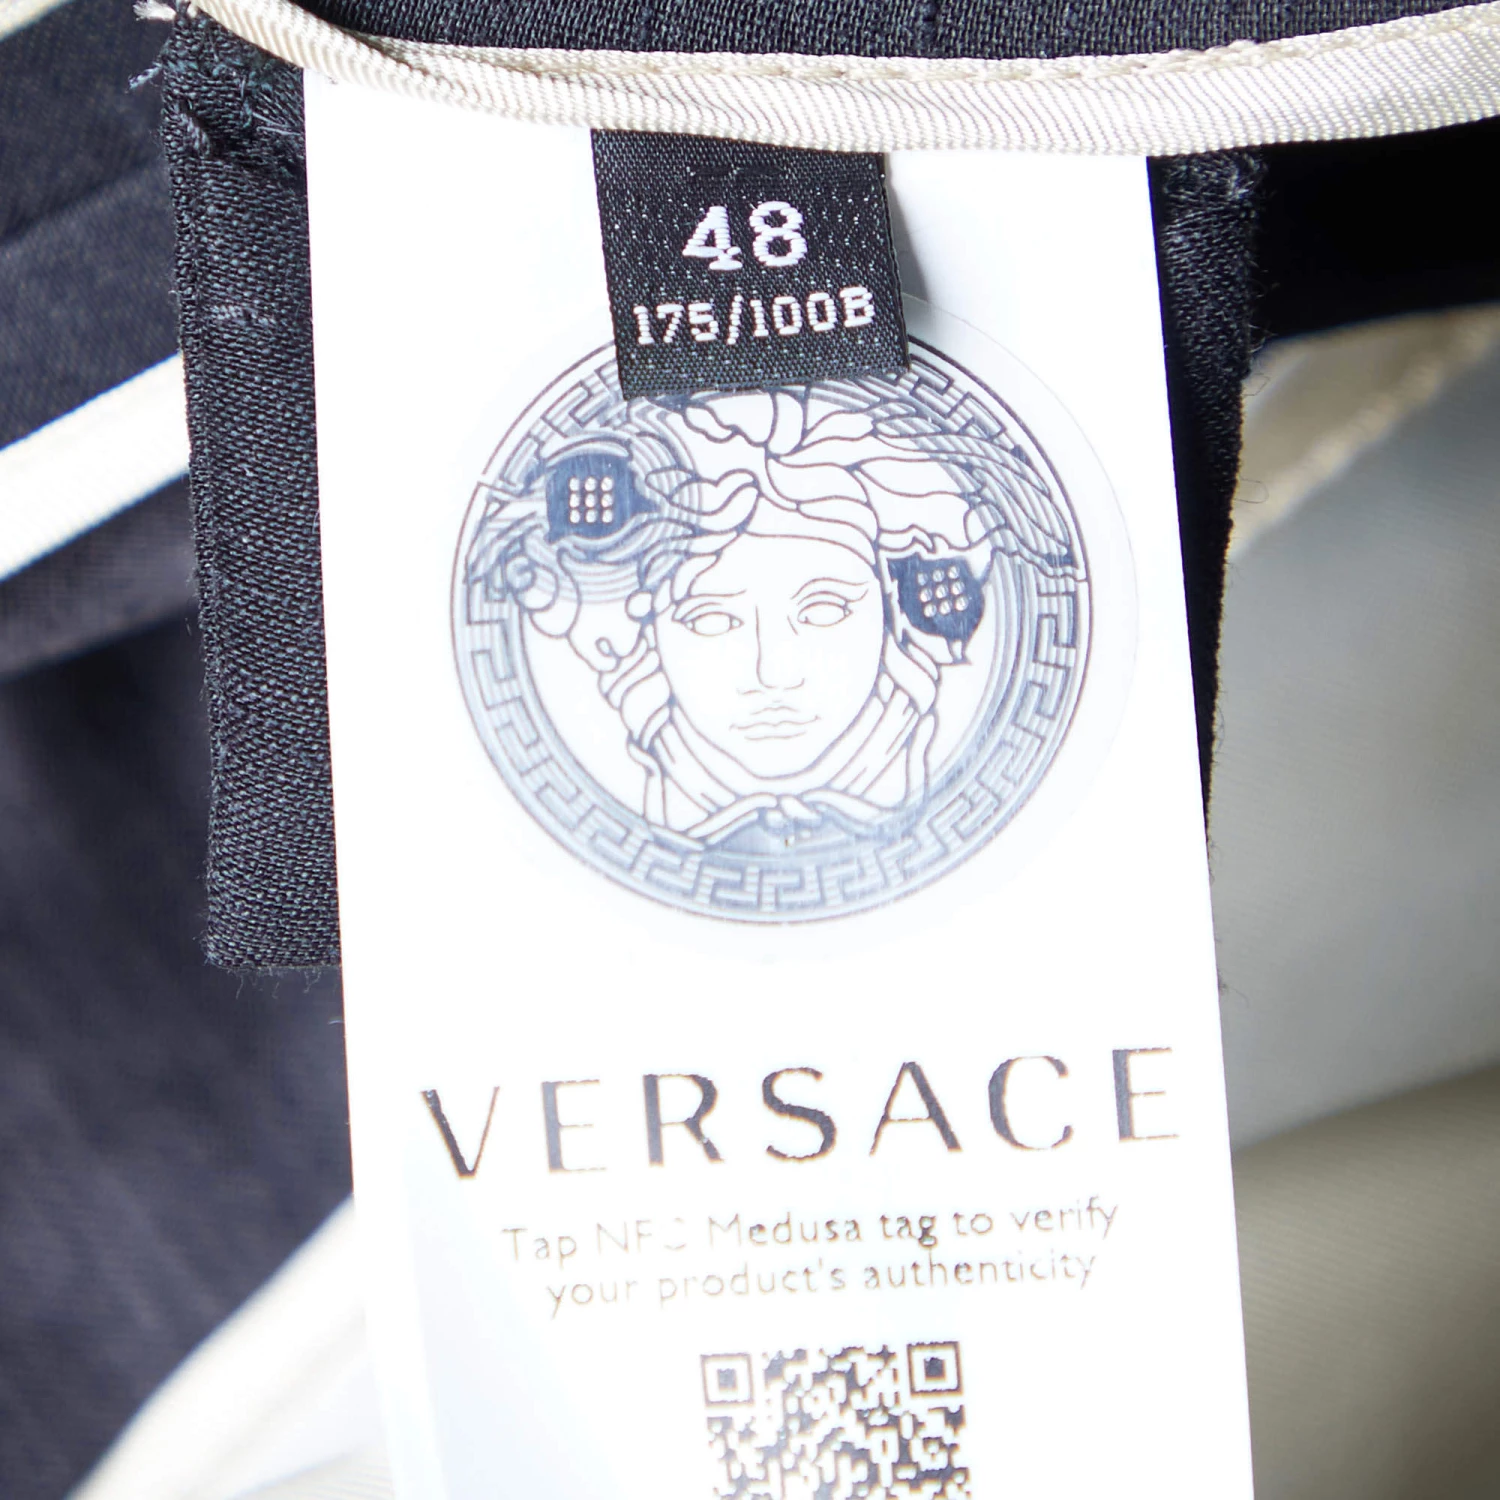 48
175/100B
VERSACE
Tap NFC Medusa tag to verify
your product's authenticity